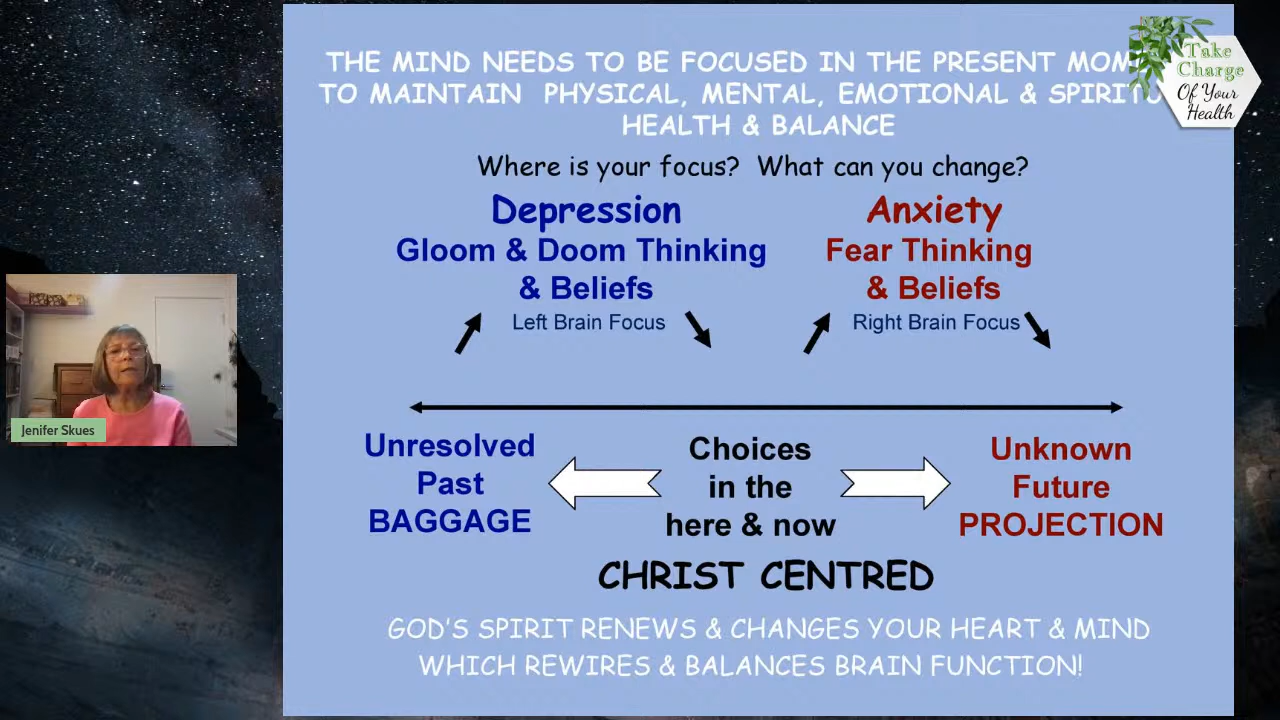 THE MIND NEEDS TO BE FOCUSED IN THE PRESENT MOM
TO MAINTAIN PHYSICAL, MENTAL, EMOTIONAL & SPIRITU
HEALTH & BALANCE
Take
Charge
Of Your
Health
Where is your focus? What can you change?
Depression
Gloom & Doom Thinking
& Beliefs
Left Brain Focus
Anxiety
Fear Thinking
& Beliefs
Right Brain Focus
Jenifer Skues
Unresolved
Past
BAGGAGE
Choices
in the
here & now
Unknown
Future
PROJECTION
CHRIST CENTRED
GOD'S SPIRIT RENEWS & CHANGES YOUR HEART & MIND
WHICH REWIRES & BALANCES BRAIN FUNCTION!